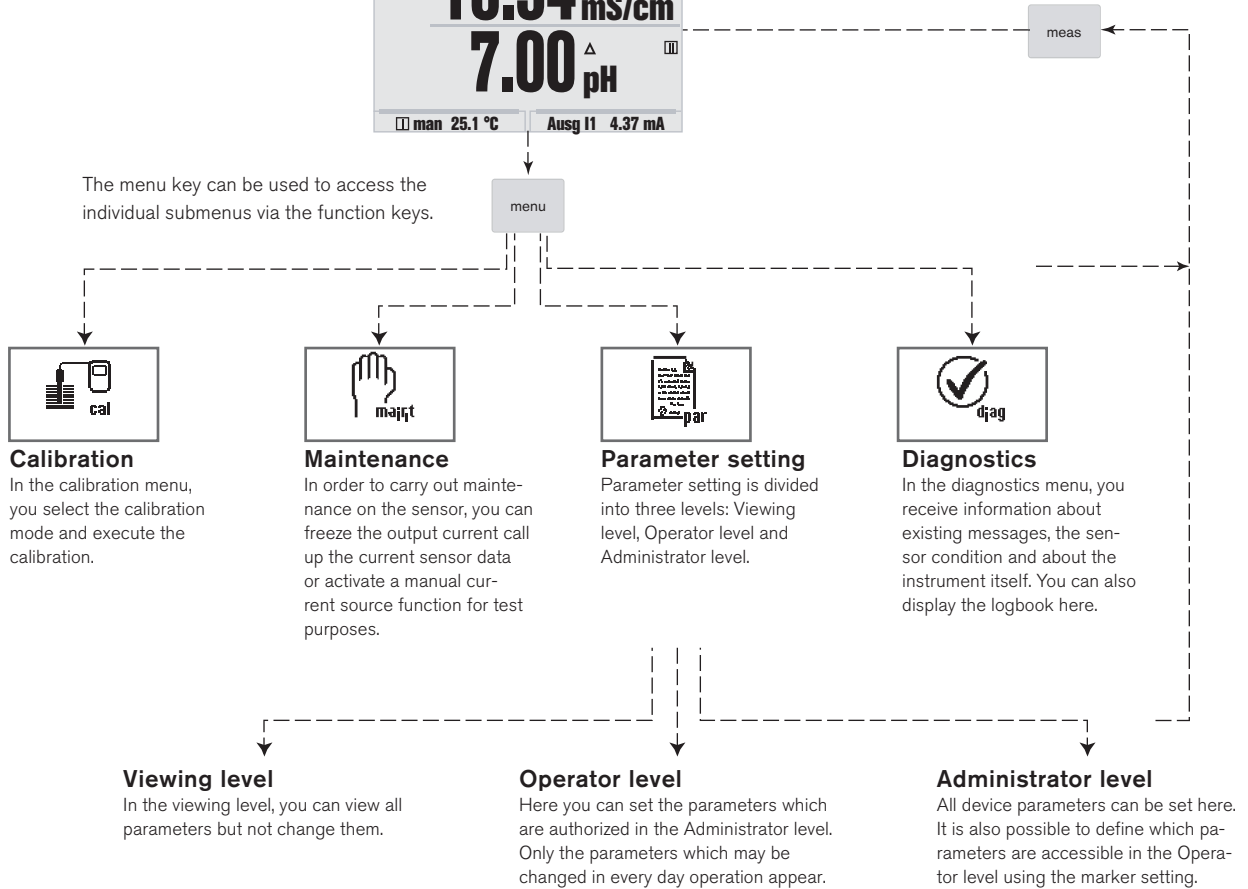 mS/cm
meas
7.00 Δ pH
man 25.1 °C Ausg I1 4.37 mA
The menu key can be used to access the
individual submenus via the function keys.
menu
cal
maint
par
diag
Calibration
In the calibration menu,
you select the calibration
mode and execute the
calibration.
Maintenance
In order to carry out mainte-
nance on the sensor, you can
freeze the output current call
up the current sensor data
or activate a manual cur-
rent source function for test
purposes.
Parameter setting
Parameter setting is divided
into three levels: Viewing
level, Operator level and
Administrator level.
Diagnostics
In the diagnostics menu, you
receive information about
existing messages, the sen-
sor condition and about the
instrument itself. You can also
display the logbook here.
Viewing level
In the viewing level, you can view all
parameters but not change them.
Operator level
Here you can set the parameters which
are authorized in the Administrator level.
Only the parameters which may be
changed in every day operation appear.
Administrator level
All device parameters can be set here.
It is also possible to define which pa-
rameters are accessible in the Opera-
tor level using the marker setting.